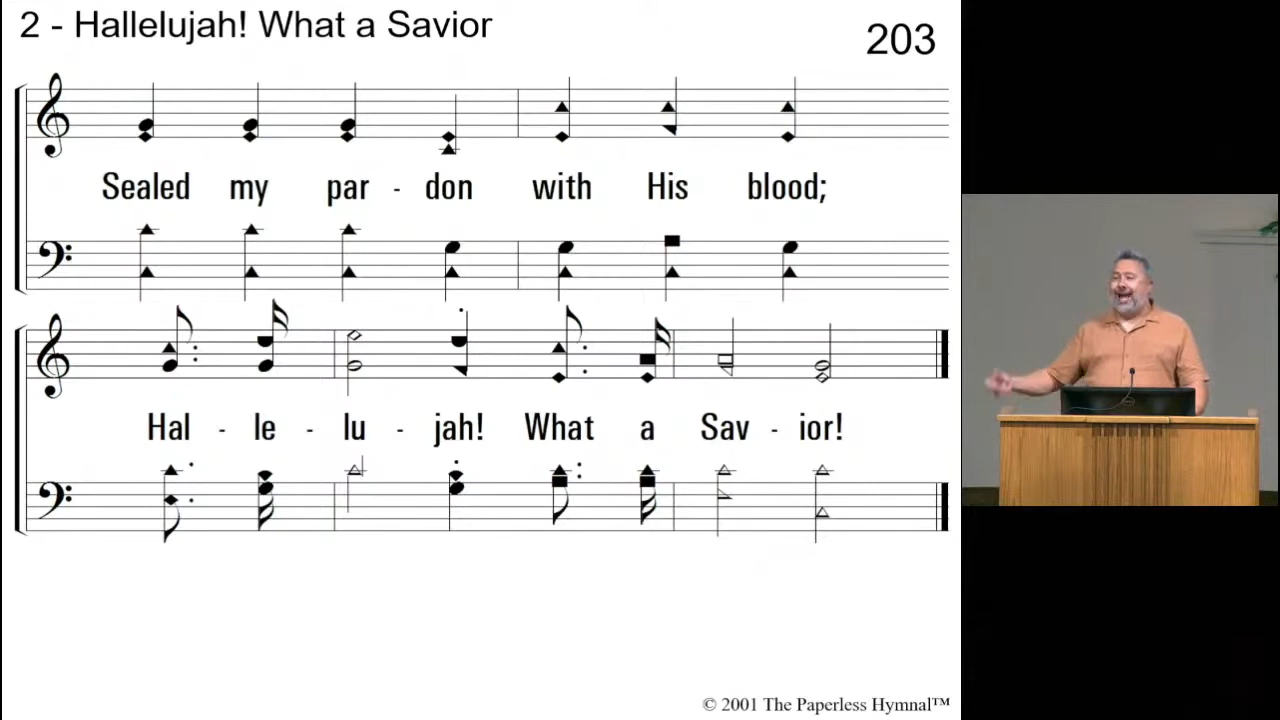 2 - Hallelujah! What a Savior
203
Sealed my par - don with His blood;
Hal - le - lu - jah! What a Sav - ior!
© 2001 The Paperless Hymnal™